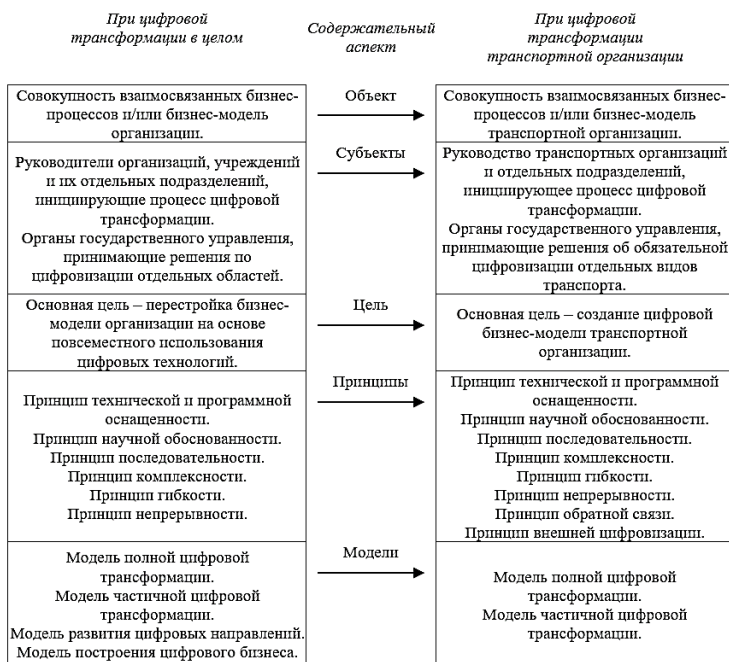 При цифровой
трансформации в целом
Содержательный
аспект
При цифровой
трансформации
транспортной организации
Совокупность взаимосвязанных бизнес-
процессов и/или бизнес-модель
организации.
Объект
Совокупность взаимосвязанных бизнес-
процессов и/или бизнес-модель
транспортной организации.
Руководители организаций, учреждений
и их отдельных подразделений,
инициирующие процесс цифровой
трансформации.
Органы государственного управления,
принимающие решения по
цифровизации отдельных областей.
Субъекты
Руководство транспортных организаций
и отдельных подразделений,
инициирующее процесс цифровой
трансформации.
Органы государственного управления,
принимающие решения об обязательной
цифровизации отдельных видов
транспорта.
Основная цель – перестройка бизнес-
модели организации на основе
повсеместного использования
цифровых технологий.
Цель
Основная цель – создание цифровой
бизнес-модели транспортной
организации.
Принцип технической и программной
оснащенности.
Принцип научной обоснованности.
Принцип последовательности.
Принцип комплексности.
Принцип гибкости.
Принцип непрерывности.
Принципы
Принцип технической и программной
оснащенности.
Принцип научной обоснованности.
Принцип последовательности.
Принцип комплексности.
Принцип гибкости.
Принцип непрерывности.
Принцип обратной связи.
Принцип внешней цифровизации.
Модель полной цифровой
трансформации.
Модель частичной цифровой
трансформации.
Модель развития цифровых направлений.
Модель построения цифрового бизнеса.
Модели
Модель полной цифровой
трансформации.
Модель частичной цифровой
трансформации.